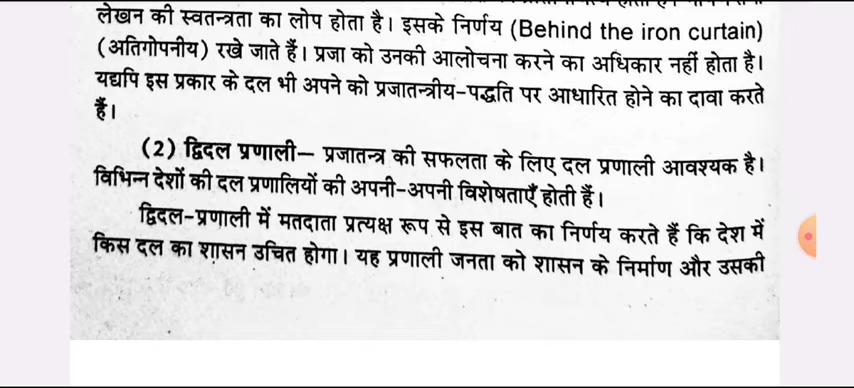 लेखन की स्वतन्त्रता का लोप होता है। इसके निर्णय (Behind the iron curtain)
(अतिगोपनीय) रखे जाते हैं। प्रजा को उनकी आलोचना करने का अधिकार नहीं होता है।
यद्यपि इस प्रकार के दल भी अपने को प्रजातन्त्रीय-पद्धति पर आधारित होने का दावा करते
हैं।
(2) द्विदल प्रणाली— प्रजातन्त्र की सफलता के लिए दल प्रणाली आवश्यक है।
विभिन्न देशों की दल प्रणालियों की अपनी-अपनी विशेषताएँ होती हैं।
द्विदल-प्रणाली में मतदाता प्रत्यक्ष रूप से इस बात का निर्णय करते हैं कि देश में
किस दल का शासन उचित होगा। यह प्रणाली जनता को शासन के निर्माण और उसकी